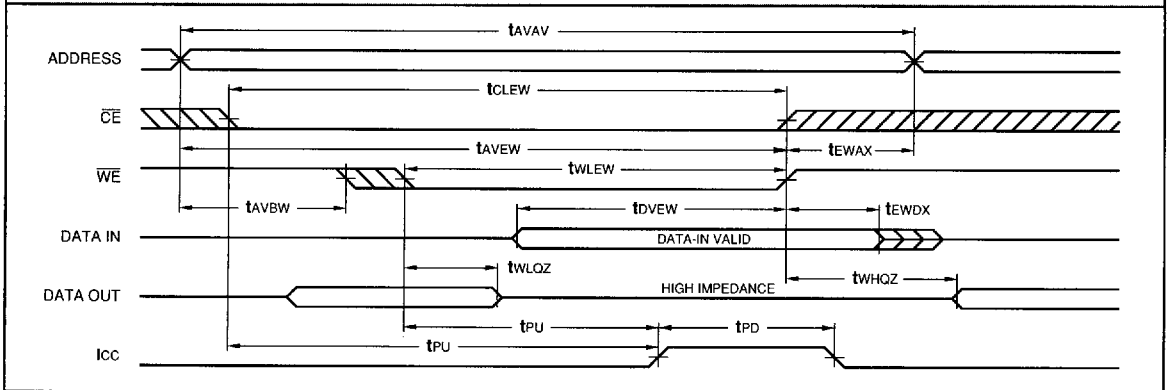 tAVAV
ADDRESS
tCLEW
CE
tAVEW
tEWAX
WE
tWLEW
tAVBW
tDVEW
tEWDX
DATA IN
DATA-IN VALID
tWLQZ
tWHQZ
DATA OUT
HIGH IMPEDANCE
tPU
tPD
tPU
ICC